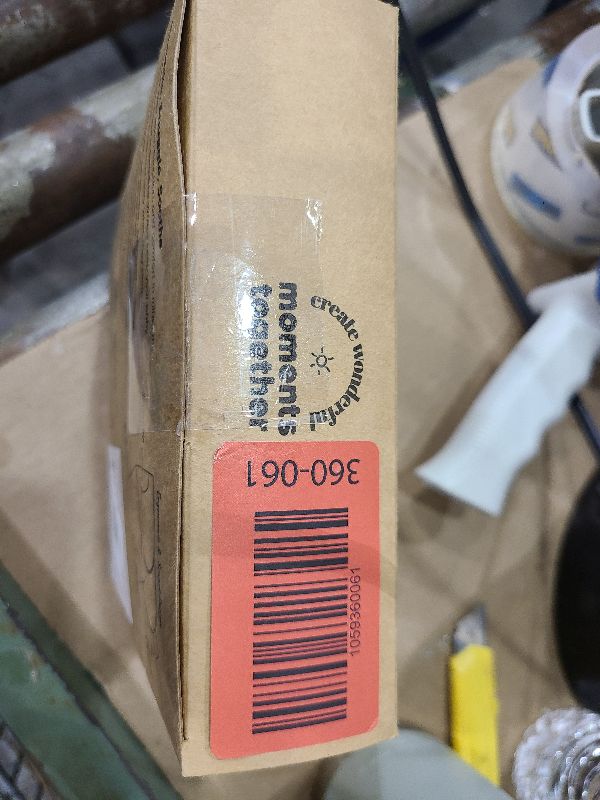 create wonderful
moments
together
360-061
1059360061